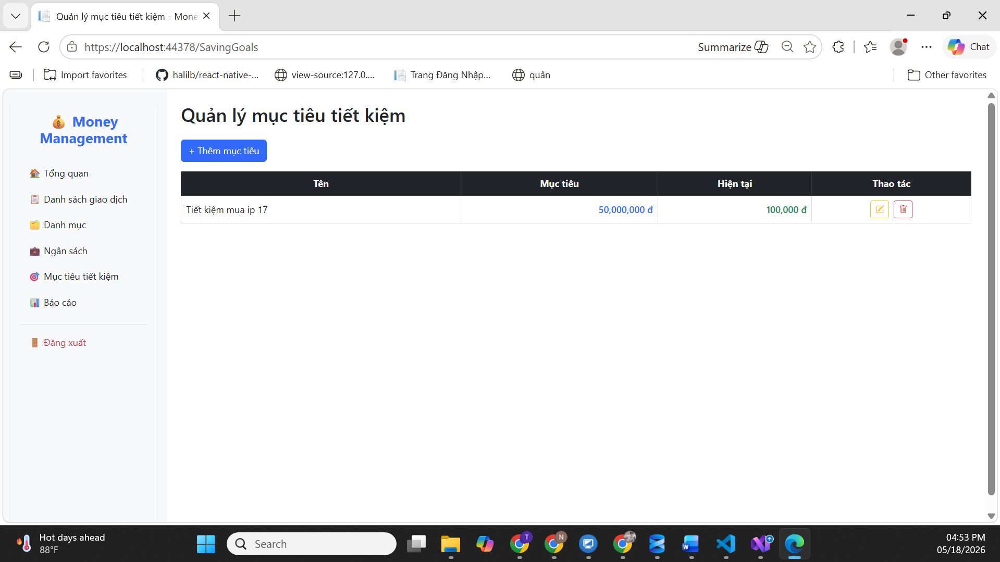 Quản lý mục tiêu tiết kiệm - Mone
https://localhost:44378/SavingGoals
Summarize
Chat
Import favorites
halilb/react-native-...
view-source:127.0....
Trang Đăng Nhập...
quản
Other favorites
Money
Management
Tổng quan
Danh sách giao dịch
Danh mục
Ngân sách
Mục tiêu tiết kiệm
Báo cáo
Đăng xuất
Quản lý mục tiêu tiết kiệm
+ Thêm mục tiêu
Tên Mục tiêu Hiện tại Thao tác
Tiết kiệm mua ip 17 50,000,000 đ 100,000 đ
Hot days ahead
88°F
Search
T
N
04:53 PM
05/18/2026